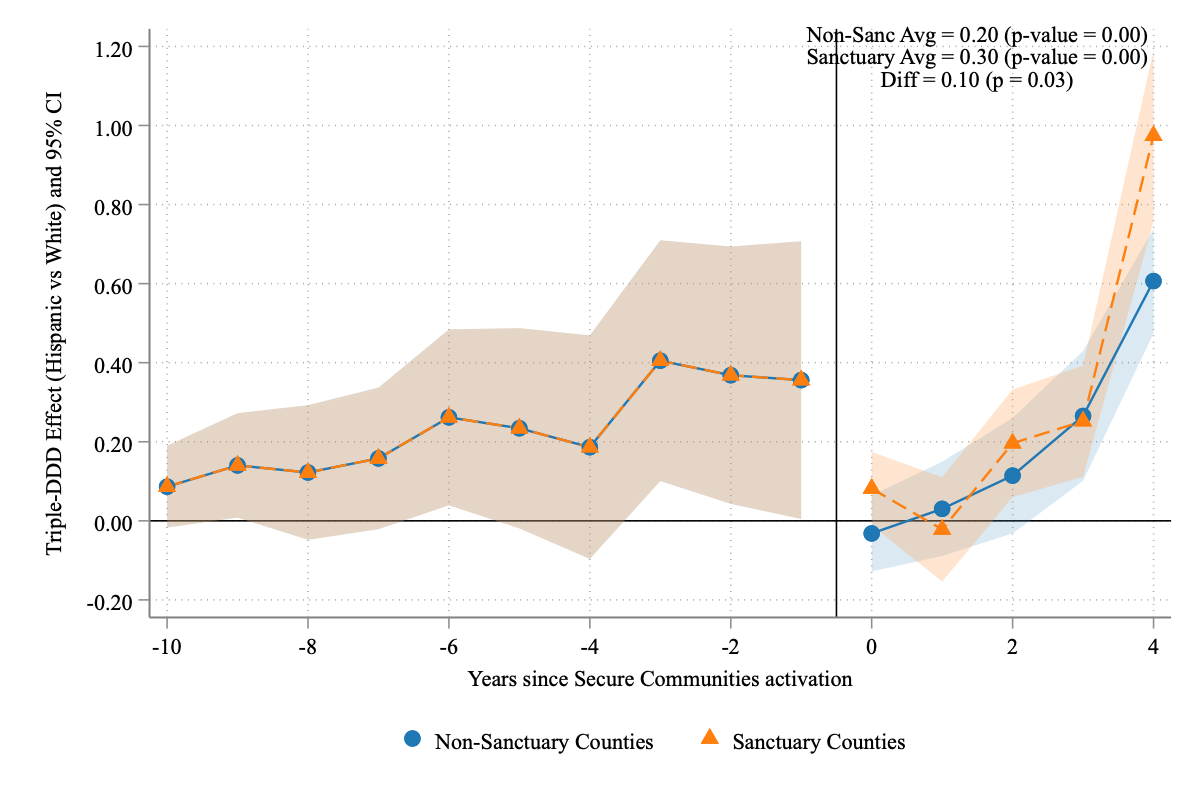 Non-Sanc Avg = 0.20 (p-value = 0.00)
Sanctuary Avg = 0.30 (p-value = 0.00)
Diff = 0.10 (p = 0.03)
Triple-DDD Effect (Hispanic vs White) and 95% CI
1.20
1.00
0.80
0.60
0.40
0.20
0.00
-0.20
-10 -8 -6 -4 -2 0 2 4
Years since Secure Communities activation
Non-Sanctuary Counties Sanctuary Counties